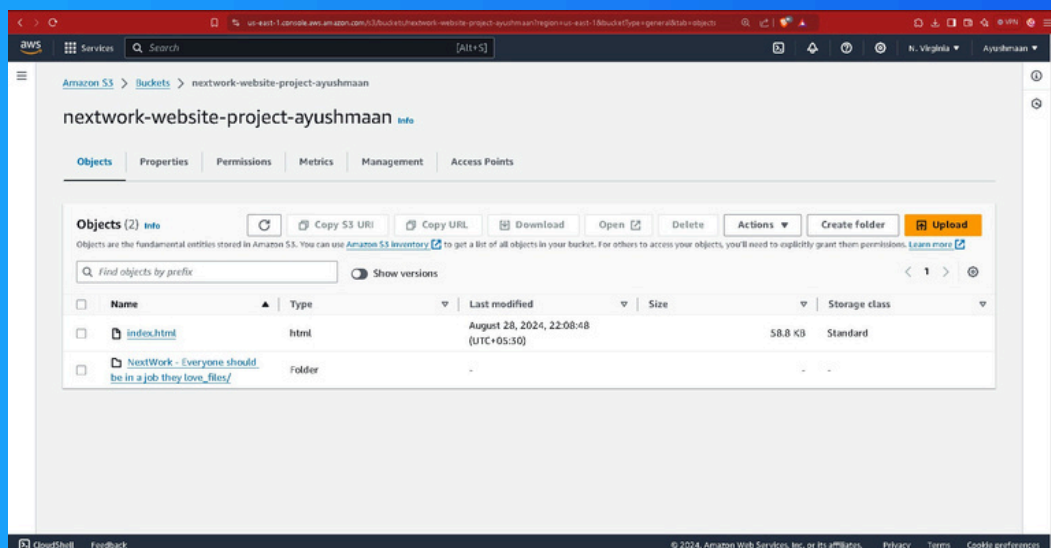 us-east-1.console.aws.amazon.com/s3/buckets/nextwork-website-project-ayushmaan?region=us-east-1&bucketType=general&tab=objects
VPN
aws
Services
Search
[Alt+S]
N. Virginia
Ayushmaan
Amazon S3 > Buckets > nextwork-website-project-ayushmaan
nextwork-website-project-ayushmaan Info
Objects Properties Permissions Metrics Management Access Points
Objects (2) Info
Copy S3 URI
Copy URL
Download
Open
Delete
Actions
Create folder
Upload
Objects are the fundamental entities stored in Amazon S3. You can use Amazon S3 inventory to get a list of all objects in your bucket. For others to access your objects, you'll need to explicitly grant them permissions. Learn more
Find objects by prefix
Show versions
< 1 >
Name Type Last modified Size Storage class
index.html html August 28, 2024, 22:08:48 58.8 KB Standard
(UTC+05:30)
NextWork - Everyone should
be in a job they love_files/
Folder - - -
CloudShell Feedback © 2024, Amazon Web Services, Inc. or its affiliates. Privacy Terms Cookie preferences